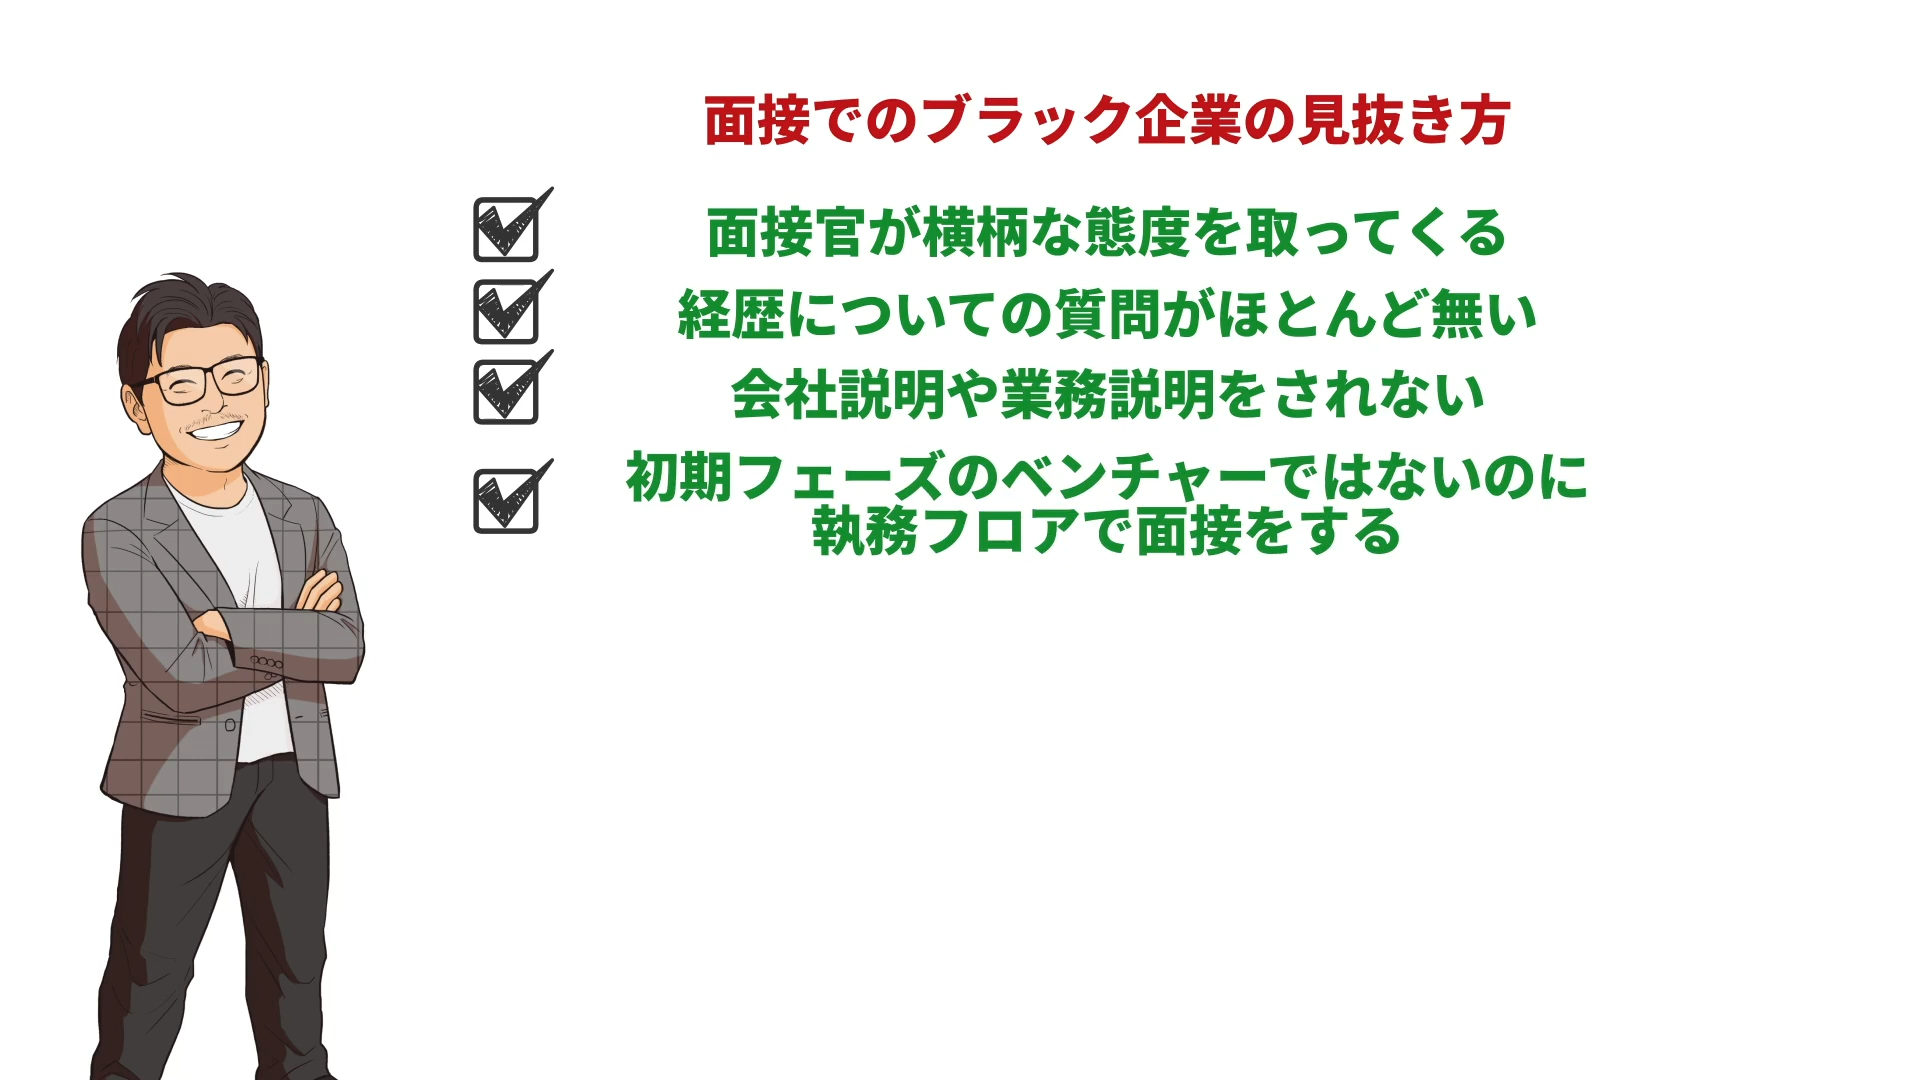 面接でのブラック企業の見抜き方
面接官が横柄な態度を取ってくる
経歴についての質問がほとんど無い
会社説明や業務説明をされない
初期フェーズのベンチャーではないのに
執務フロアで面接をする